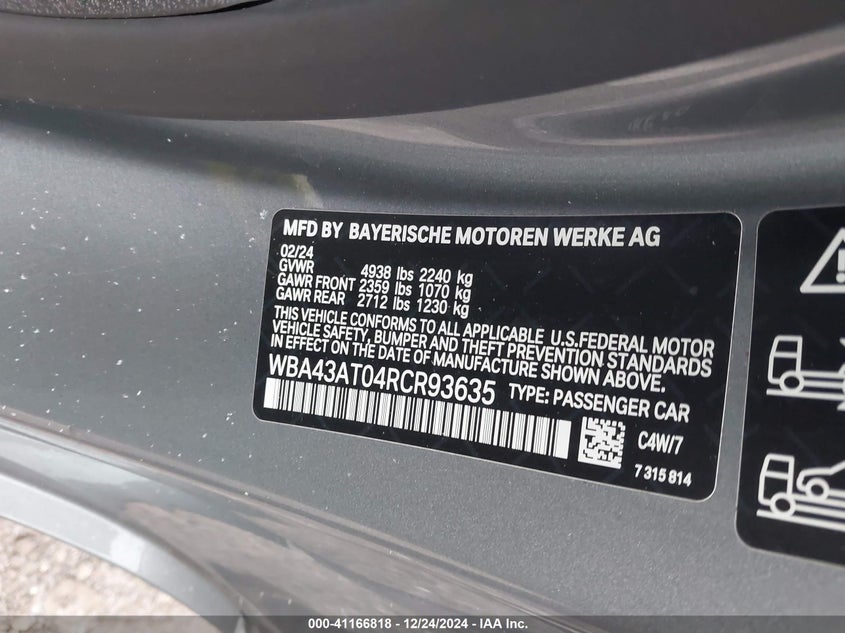 MFD BY BAYERISCHE MOTOREN WERKE AG
02/24
GVWR 4938 lbs 2240 kg
GAWR FRONT 2359 lbs 1070 kg
GAWR REAR 2712 lbs 1230 kg
THIS VEHICLE CONFORMS TO ALL APPLICABLE U.S.FEDERAL MOTOR
VEHICLE SAFETY, BUMPER AND THEFT PREVENTION STANDARDS
IN EFFECT ON THE DATE OF MANUFACTURE SHOWN ABOVE.
WBA43AT04RCR93635 TYPE: PASSENGER CAR
C4W/7
7 315 814
000-41166818 - 12/24/2024 - IAA Inc.